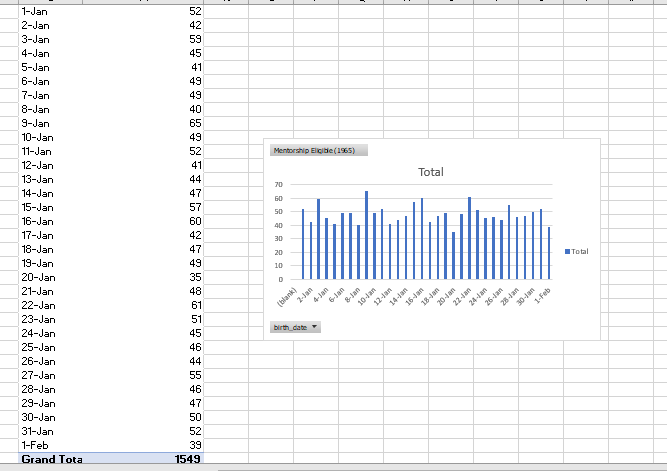 1-Jan 52
2-Jan 42
3-Jan 59
4-Jan 45
5-Jan 41
6-Jan 49
7-Jan 49
8-Jan 40
9-Jan 65
10-Jan 49
11-Jan 52
12-Jan 41
13-Jan 44
14-Jan 47
15-Jan 57
16-Jan 60
17-Jan 42
18-Jan 47
19-Jan 49
20-Jan 35
21-Jan 48
22-Jan 61
23-Jan 51
24-Jan 45
25-Jan 46
26-Jan 44
27-Jan 55
28-Jan 46
29-Jan 47
30-Jan 50
31-Jan 52
1-Feb 39
Grand Tota 1549
Mentorship Eligible (1965)
Total
70
60
50
40
30
20
10
0
(blank) 2-Jan 4-Jan 6-Jan 8-Jan 10-Jan 12-Jan 14-Jan 16-Jan 18-Jan 20-Jan 22-Jan 24-Jan 26-Jan 28-Jan 30-Jan 1-Feb
Total
birth_date